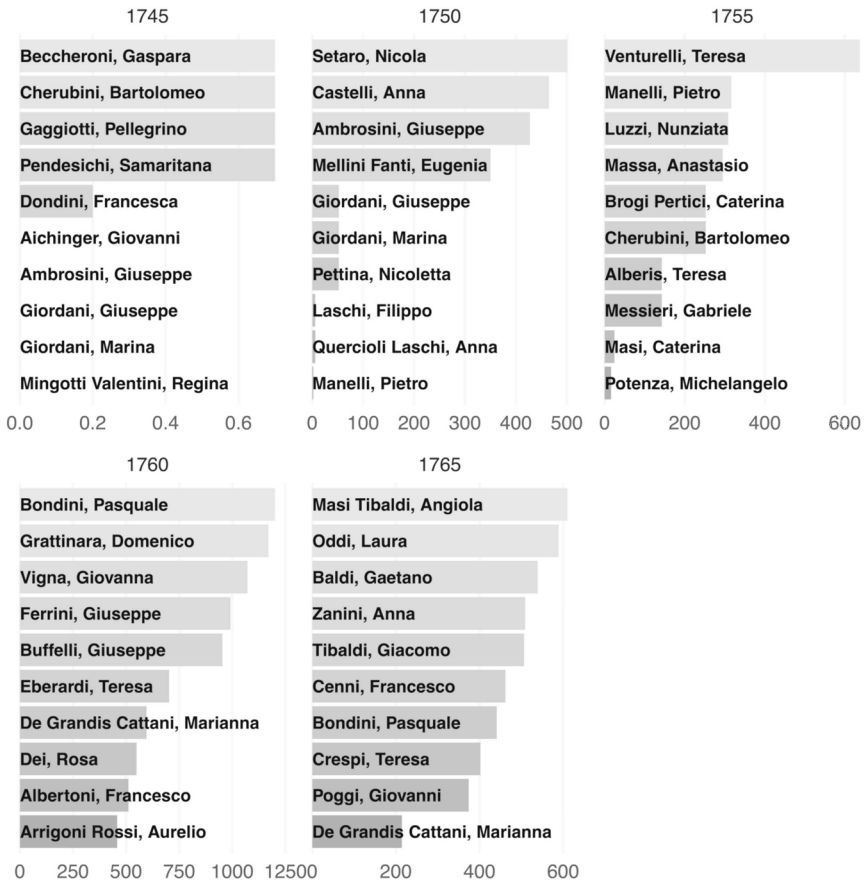 1745
Beccheroni, Gaspara
Cherubini, Bartolomeo
Gaggiotti, Pellegrino
Pendesichi, Samaritana
Dondini, Francesca
Aichinger, Giovanni
Ambrosini, Giuseppe
Giordani, Giuseppe
Giordani, Marina
Mingotti Valentini, Regina
0.0 0.2 0.4 0.6
1750
Setaro, Nicola
Castelli, Anna
Ambrosini, Giuseppe
Mellini Fanti, Eugenia
Giordani, Giuseppe
Giordani, Marina
Pettina, Nicoletta
Laschi, Filippo
Quercioli Laschi, Anna
Manelli, Pietro
0 100 200 300 400 500
1755
Venturelli, Teresa
Manelli, Pietro
Luzzi, Nunziata
Massa, Anastasio
Brogi Pertici, Caterina
Cherubini, Bartolomeo
Alberis, Teresa
Messieri, Gabriele
Masi, Caterina
Potenza, Michelangelo
0 200 400 600
1760
Bondini, Pasquale
Grattinara, Domenico
Vigna, Giovanna
Ferrini, Giuseppe
Buffelli, Giuseppe
Eberardi, Teresa
De Grandis Cattani, Marianna
Dei, Rosa
Albertoni, Francesco
Arrigoni Rossi, Aurelio
0 250 500 750 1000 1250
1765
Masi Tibaldi, Angiola
Oddi, Laura
Baldi, Gaetano
Zanini, Anna
Tibaldi, Giacomo
Cenni, Francesco
Bondini, Pasquale
Crespi, Teresa
Poggi, Giovanni
De Grandis Cattani, Marianna
0 200 400 600